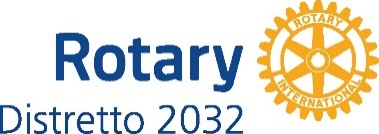 Rotary
Distretto 2032
ROTARY
INTERNATIONAL